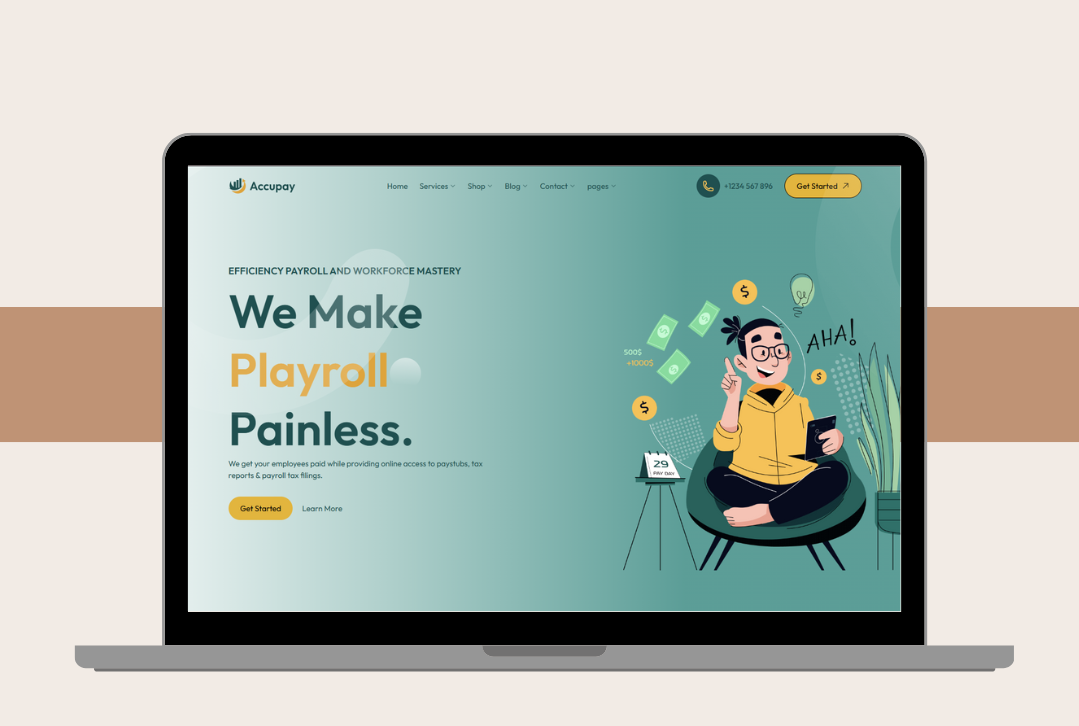 Accupay
Home Services Shop Blog Contact pages
+1234 567 896
Get Started
EFFICIENCY PAYROLL AND WORKFORCE MASTERY
We Make
Playroll
Painless.
We get your employees paid while providing online access to paystubs, tax
reports & payroll tax filings.
Get Started
Learn More
$
$
$
$
500$
+1000$
$
$
$
AHA!
29
PAY DAY